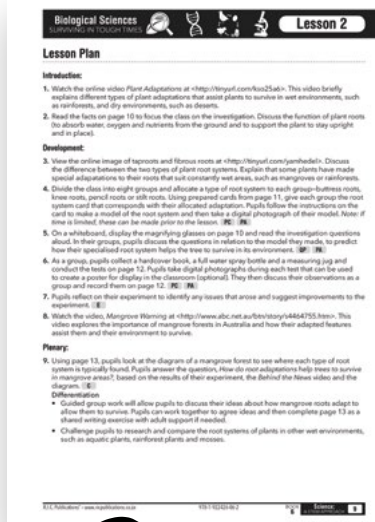 Biological Sciences
SURVIVING IN TOUGH TIMES
Lesson 2
Lesson Plan
Introduction:
1. Watch the online video Plant Adaptations at <http://tinyurl.com/kso25a6>. This video briefly
explains different types of plant adaptations that assist plants to survive in wet environments, such
as rainforests, and dry environments, such as deserts.
2. Read the facts on page 10 to focus the class on the investigation. Discuss the function of plant roots
(to absorb water, oxygen and nutrients from the ground and to support the plant to stay upright
and in place).
Development:
3. View the online image of taproots and fibrous roots at <http://tinyurl.com/yamhedel>. Discuss
the difference between the two types of plant root systems. Explain that some plants have made
special adaptations to their roots that suit constantly wet areas, such as mangroves or rainforests.
4. Divide the class into eight groups and allocate a type of root system to each group–buttress roots,
knee roots, pencil roots or stilt roots. Using prepared cards from page 11, give each group the root
system card that corresponds with their allocated adaptation. Pupils follow the instructions on the
card to make a model of the root system and then take a digital photograph of their model. Note: if
time is limited, these can be made prior to the lesson. PC PA
5. On a whiteboard, display the magnifying glasses on page 10 and read the investigation questions
aloud. In their groups, pupils discuss the questions in relation to the model they made, to predict
how their specialised root system helps the tree to survive in its environment. QP PA
6. As a group, pupils collect a hardcover book, a full water spray bottle and a measuring jug and
conduct the tests on page 12. Pupils take digital photographs during each test that can be used
to create a poster for display in the classroom (optional). They then discuss their observations as a
group and record them on page 12. PC PA
7. Pupils reflect on their experiment to identify any issues that arose and suggest improvements to the
experiment. E
8. Watch the video, Mangrove Warning at <http://www.abc.net.au/btn/story/s4464755.htm>. This
video explores the importance of mangrove forests in Australia and how their adapted features
assist them and their environment to survive.
Plenary:
9. Using page 13, pupils look at the diagram of a mangrove forest to see where each type of root
system is typically found. Pupils answer the question, How do root adaptations help trees to survive
in mangrove areas?, based on the results of their experiment, the Behind the News video and the
diagram. E
Differentiation
• Guided group work will allow pupils to discuss their ideas about how mangrove roots adapt to
allow them to survive. Pupils can work together to agree ideas and then complete page 13 as a
shared writing exercise with adult support if needed.
• Challenge pupils to research and compare the root systems of plants in other wet environments,
such as aquatic plants, rainforest plants and mosses.
R.I.C. Publications® – www.ricpublications.com
BOOK
6
Science:
9